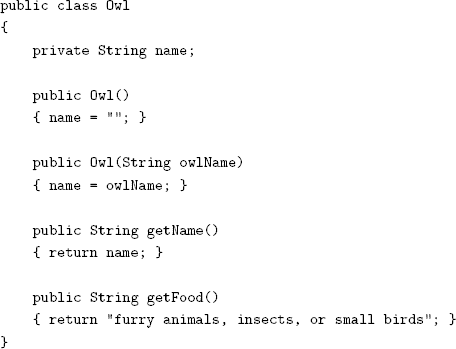 public class Owl
{
    private String name;

    public Owl()
    { name = ""; }

    public Owl(String owlName)
    { name = owlName; }

    public String getName()
    { return name; }

    public String getFood()
    { return "furry animals, insects, or small birds"; }
}